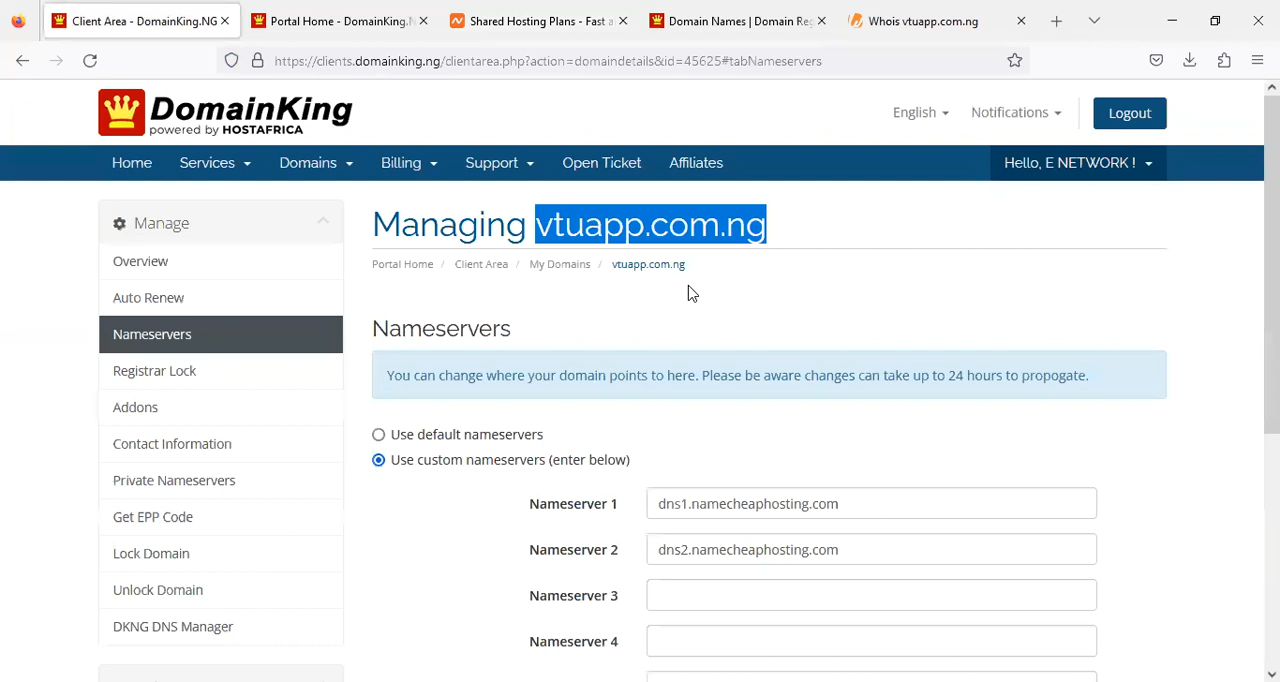 Client Area - DomainKing.NG
Portal Home - DomainKing.N
Shared Hosting Plans - Fast a
Domain Names | Domain Reg
Whois vtuapp.com.ng
https://clients.domainking.ng/clientarea.php?action=domaindetails&id=45625#tabNameservers
DomainKing
powered by HOSTAFRICA
English
Notifications
Logout
Home
Services
Domains
Billing
Support
Open Ticket
Affiliates
Hello, E NETWORK !
Manage
Overview
Auto Renew
Nameservers
Registrar Lock
Addons
Contact Information
Private Nameservers
Get EPP Code
Lock Domain
Unlock Domain
DKNG DNS Manager
Managing vtuapp.com.ng
Portal Home / Client Area / My Domains / vtuapp.com.ng
Nameservers
You can change where your domain points to here. Please be aware changes can take up to 24 hours to propogate.
Use default nameservers
Use custom nameservers (enter below)
Nameserver 1 dns1.namecheaphosting.com
Nameserver 2 dns2.namecheaphosting.com
Nameserver 3
Nameserver 4